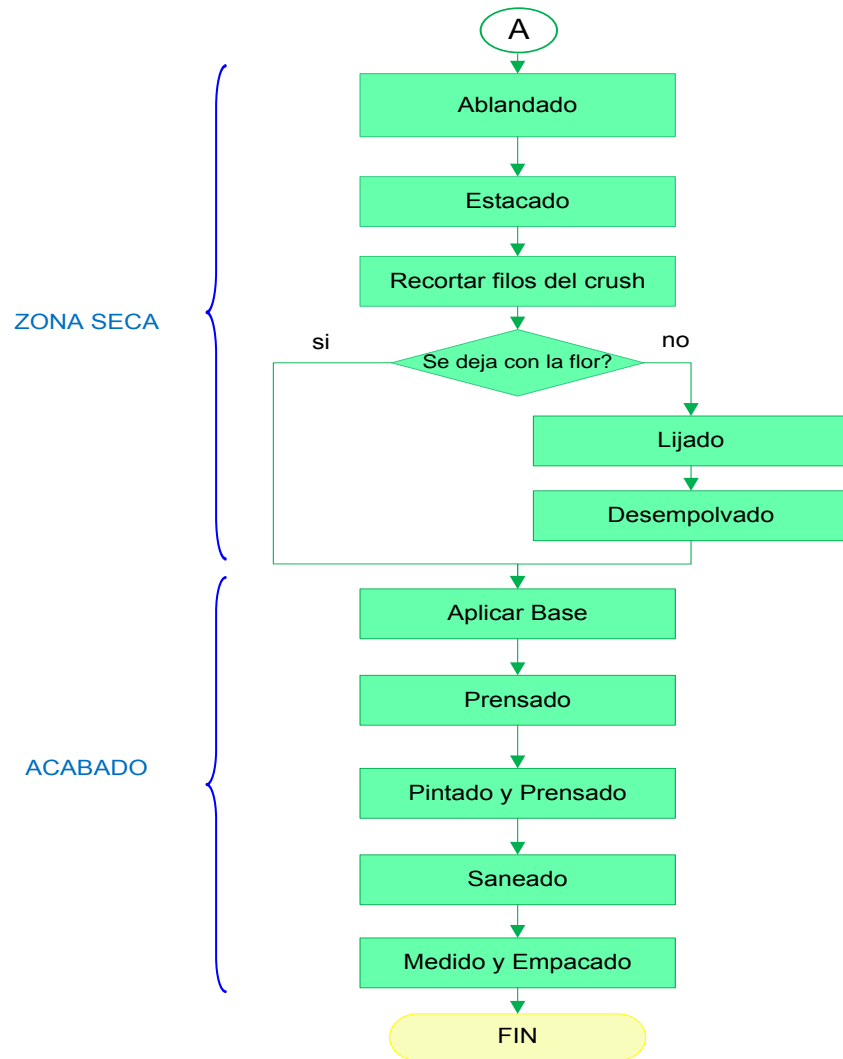 A
Ablandado
Estacado
Recortar filos del crush
ZONA SECA
si
no
Se deja con la flor?
Lijado
Desempolvado
Aplicar Base
Prensado
ACABADO
Pintado y Prensado
Saneado
Medido y Empacado
FIN